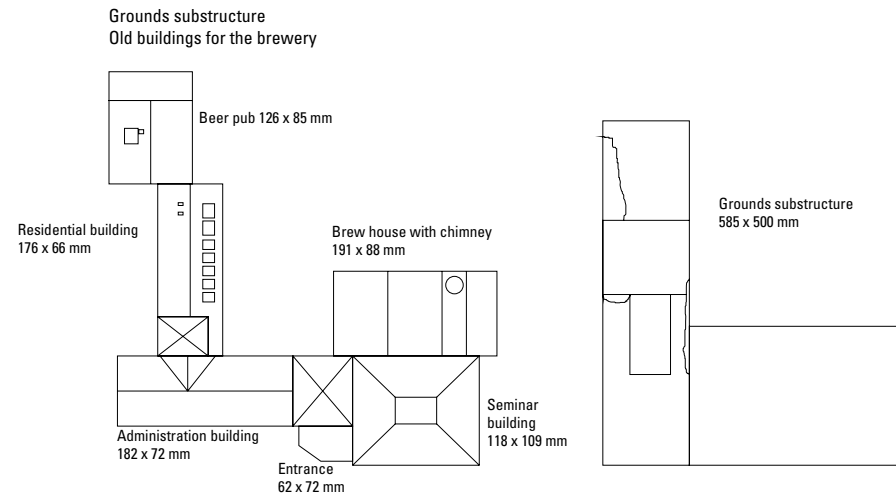 Grounds substructure
Old buildings for the brewery
Beer pub 126 x 85 mm
Residential building
176 x 66 mm
Brew house with chimney
191 x 88 mm
Grounds substructure
585 x 500 mm
Administration building
182 x 72 mm
Entrance
62 x 72 mm
Seminar
building
118 x 109 mm